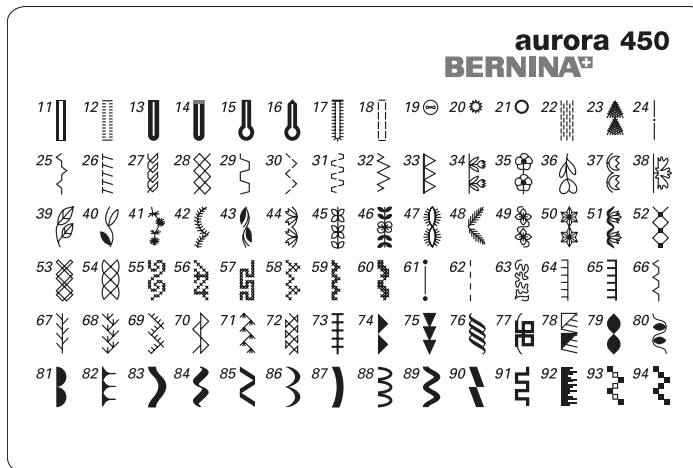 aurora 450
BERNINA
11 12 13 14 15 16 17 18 19 20 21 22 23 24
25 26 27 28 29 30 31 32 33 34 35 36 37 38
39 40 41 42 43 44 45 46 47 48 49 50 51 52
53 54 55 56 57 58 59 60 61 62 63 64 65 66
67 68 69 70 71 72 73 74 75 76 77 78 79 80
81 82 83 84 85 86 87 88 89 90 91 92 93 94